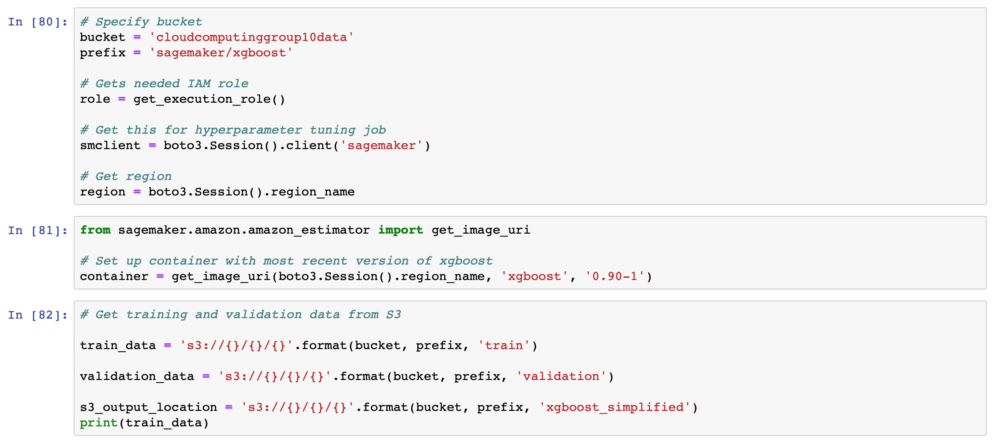 In [80]:
# Specify bucket
bucket = 'cloudcomputinggroup10data'
prefix = 'sagemaker/xgboost'
# Gets needed IAM role
role = get_execution_role()
# Get this for hyperparameter tuning job
smclient = boto3.Session().client('sagemaker')
# Get region
region = boto3.Session().region_name
In [81]:
from sagemaker.amazon.amazon_estimator import get_image_uri
# Set up container with most recent version of xgboost
container = get_image_uri(boto3.Session().region_name, 'xgboost', '0.90-1')
In [82]:
# Get training and validation data from S3
train_data = 's3://{}/{}/{}'.format(bucket, prefix, 'train')
validation_data = 's3://{}/{}/{}'.format(bucket, prefix, 'validation')
s3_output_location = 's3://{}/{}/{}'.format(bucket, prefix, 'xgboost_simplified')
print(train_data)